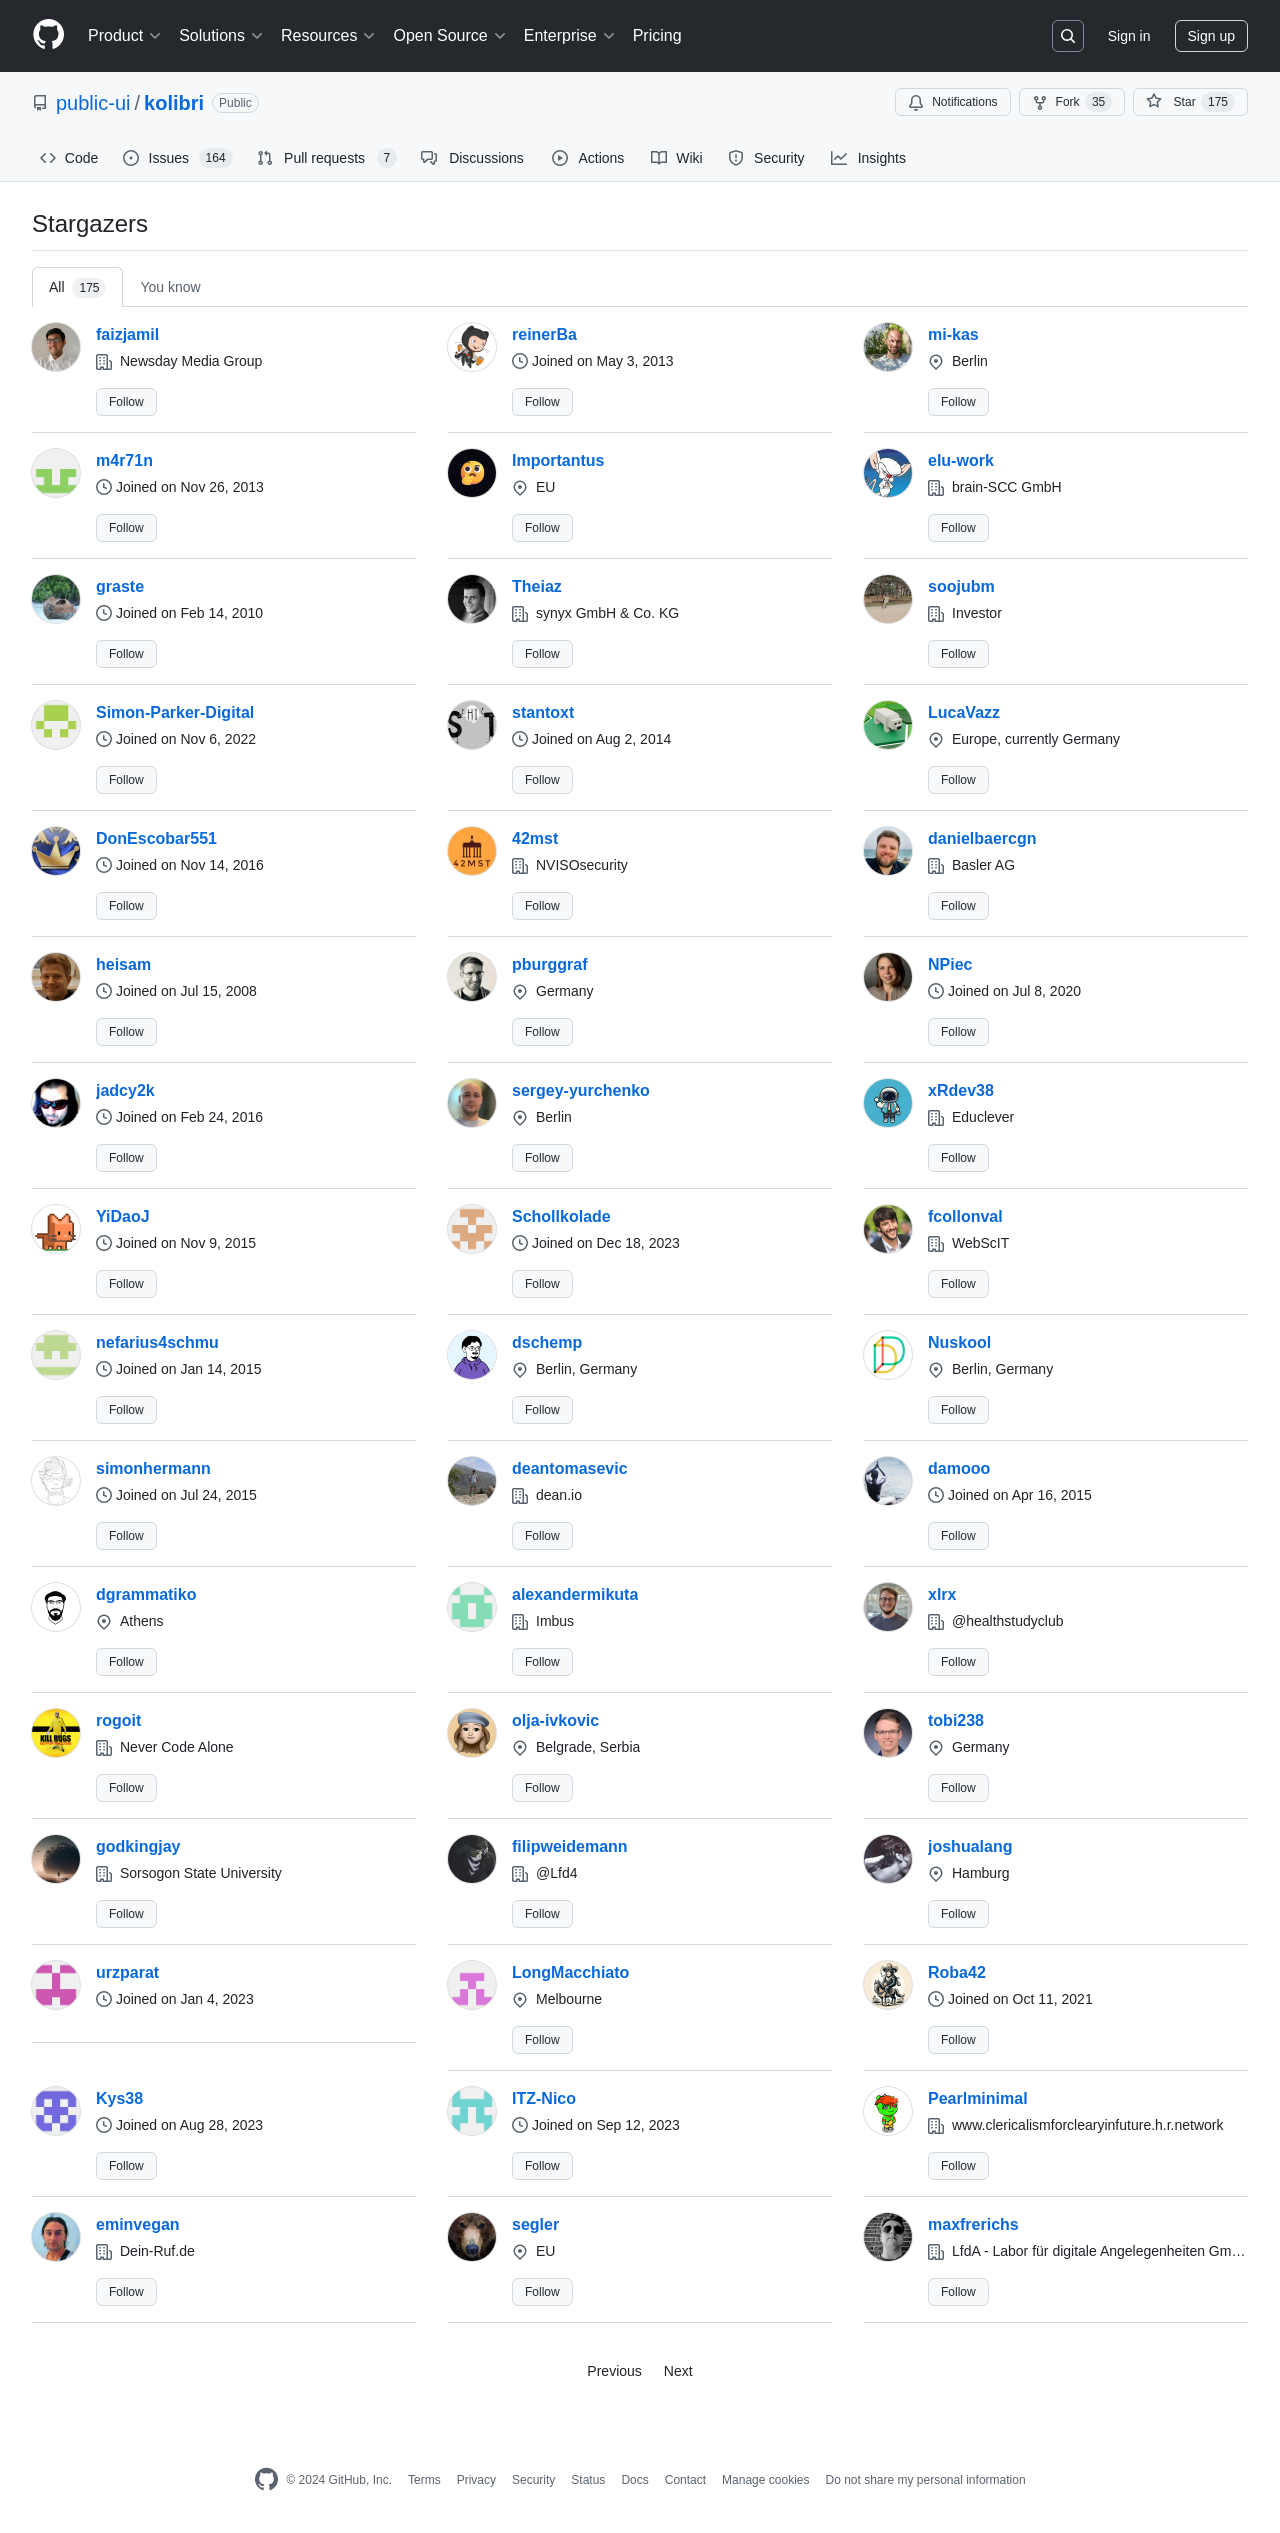 Product Solutions Resources Open Source Enterprise Pricing Sign in Sign up
public-ui / kolibri Public Notifications Fork 35 Star 175
Code Issues 164 Pull requests 7 Discussions Actions Wiki Security Insights
Stargazers
All 175 You know
faizjamil reinerBa mi-kas
Newsday Media Group Joined on May 3, 2013 Berlin
Follow Follow Follow
m4r71n Importantus elu-work
Joined on Nov 26, 2013 EU brain-SCC GmbH
Follow Follow Follow
graste Theiaz soojubm
Joined on Feb 14, 2010 synyx GmbH & Co. KG Investor
Follow Follow Follow
Simon-Parker-Digital stantoxt LucaVazz
Joined on Nov 6, 2022 Joined on Aug 2, 2014 Europe, currently Germany
Follow Follow Follow
DonEscobar551 42mst danielbaercgn
Joined on Nov 14, 2016 42MST NVISOsecurity Basler AG
Follow Follow Follow
heisam pburggraf NPiec
Joined on Jul 15, 2008 Germany Joined on Jul 8, 2020
Follow Follow Follow
jadcy2k sergey-yurchenko xRdev38
Joined on Feb 24, 2016 Berlin Educlever
Follow Follow Follow
YiDaoJ Schollkolade fcollonval
Joined on Nov 9, 2015 Joined on Dec 18, 2023 WebScIT
Follow Follow Follow
nefarius4schmu dschemp Nuskool
Joined on Jan 14, 2015 Berlin, Germany Berlin, Germany
Follow Follow Follow
simonhermann deantomasevic damooo
Joined on Jul 24, 2015 dean.io Joined on Apr 16, 2015
Follow Follow Follow
dgrammatiko alexandermikuta xlrx
Athens Imbus @healthstudyclub
Follow Follow Follow
rogoit olja-ivkovic tobi238
KILL BUGS Never Code Alone Belgrade, Serbia Germany
Follow Follow Follow
godkingjay filipweidemann joshualang
Sorsogon State University @Lfd4 Hamburg
Follow Follow Follow
urzparat LongMacchiato Roba42
Joined on Jan 4, 2023 Melbourne Joined on Oct 11, 2021
Follow Follow
Kys38 ITZ-Nico Pearlminimal
Joined on Aug 28, 2023 Joined on Sep 12, 2023 www.clericalismforclearyinfuture.h.r.network
Follow Follow Follow
eminvegan segler maxfrerichs
Dein-Ruf.de EU LfdA - Labor für digitale Angelegenheiten Gm…
Follow Follow Follow
Previous Next
© 2024 GitHub, Inc. Terms Privacy Security Status Docs Contact Manage cookies Do not share my personal information